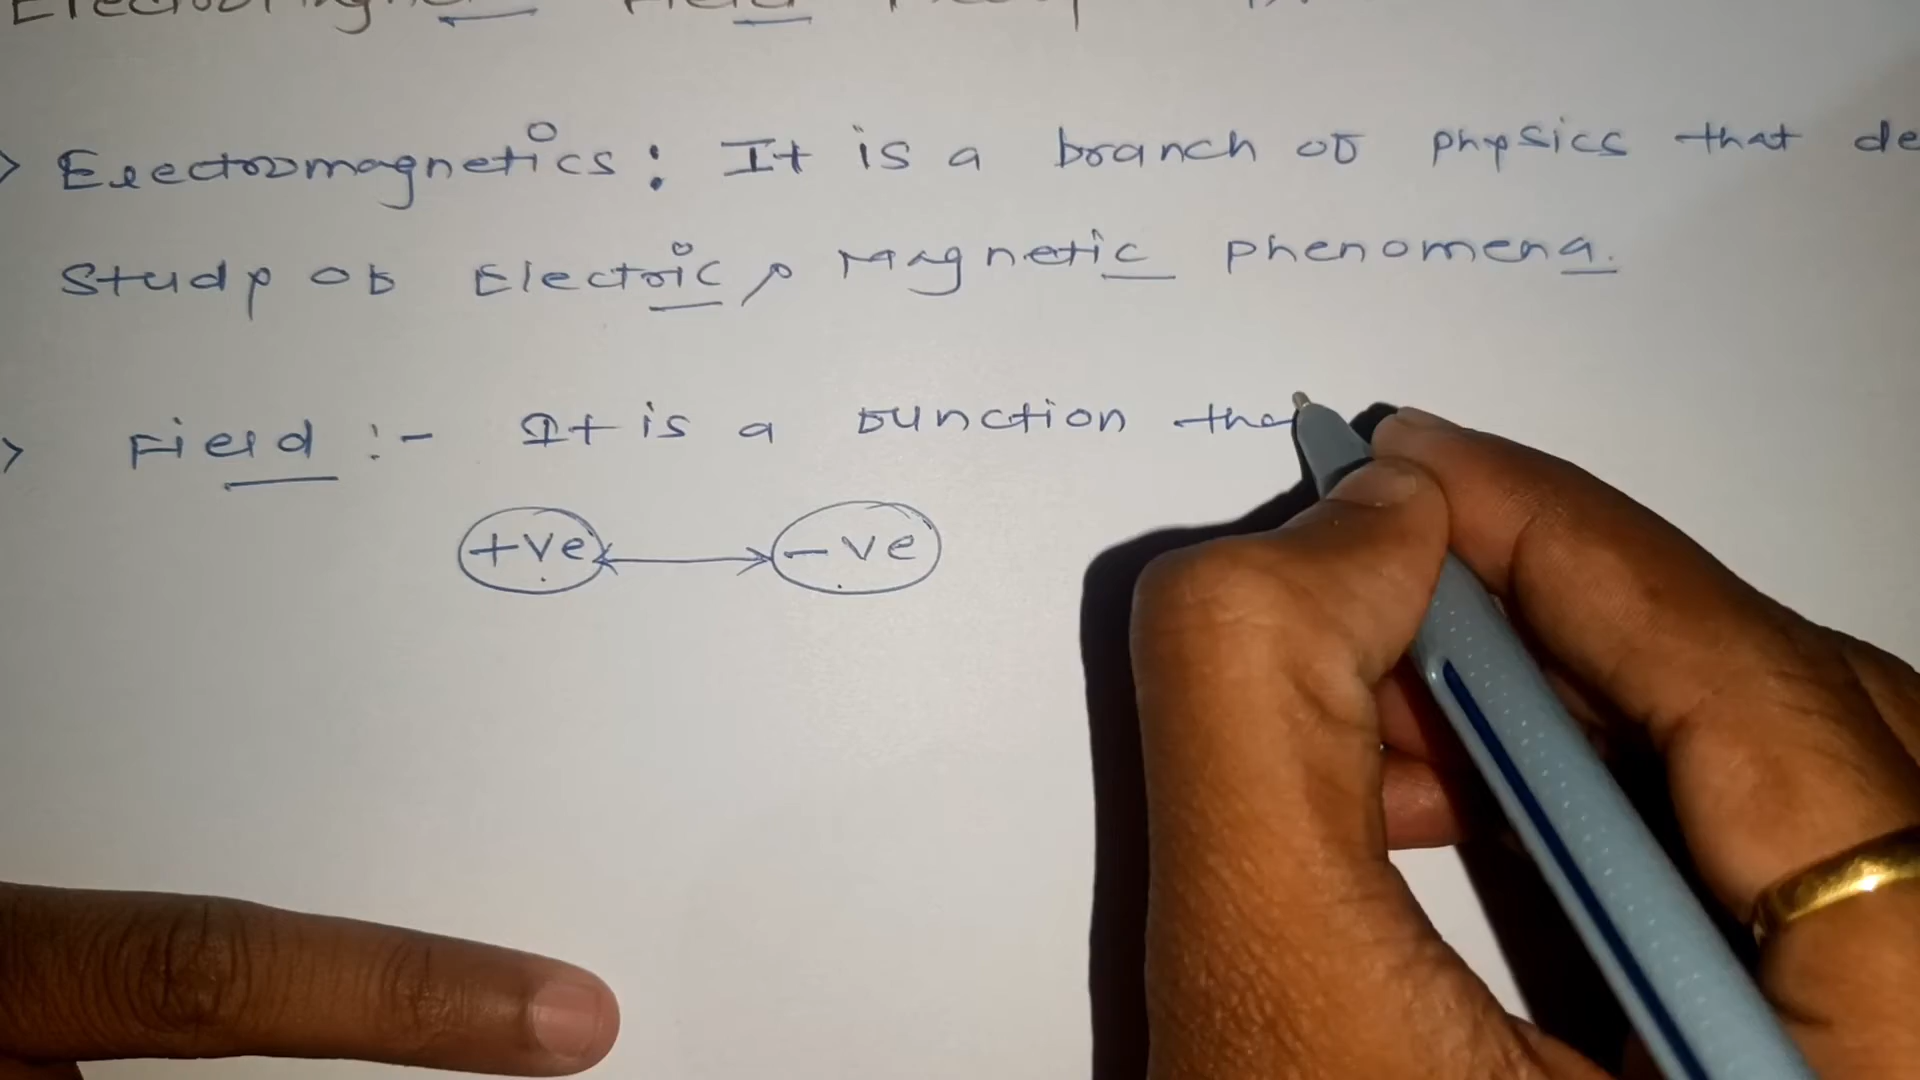 > Electromagnetics: It is a branch of physics that de
Study of Electric, Magnetic phenomena.
> Field :- It is a function tha
+ve -ve